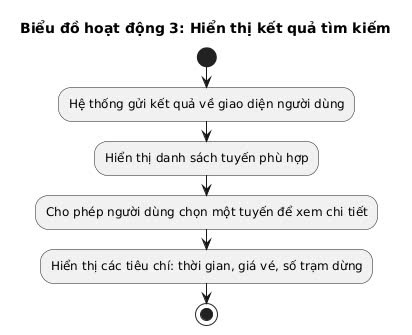 Biểu đồ hoạt động 3: Hiển thị kết quả tìm kiếm
Hệ thống gửi kết quả về giao diện người dùng
Hiển thị danh sách tuyến phù hợp
Cho phép người dùng chọn một tuyến để xem chi tiết
Hiển thị các tiêu chí: thời gian, giá vé, số trạm dừng